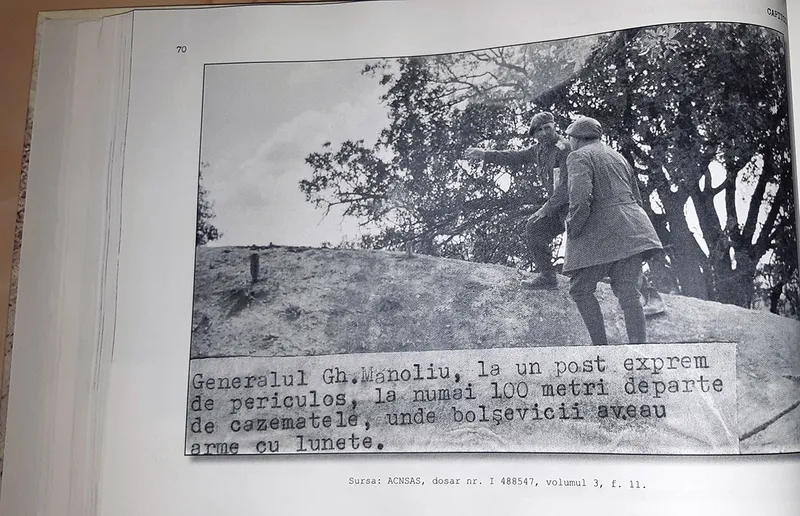 70
Generalul Gh.Manoliu, la un post exprem
de periculos, la numai 100 metri departe
de cazematele, unde bolşevicii aveau
arme cu lunete.
Sursa: ACNSAS, dosar nr. I 488547, volumul 3, f. 11.